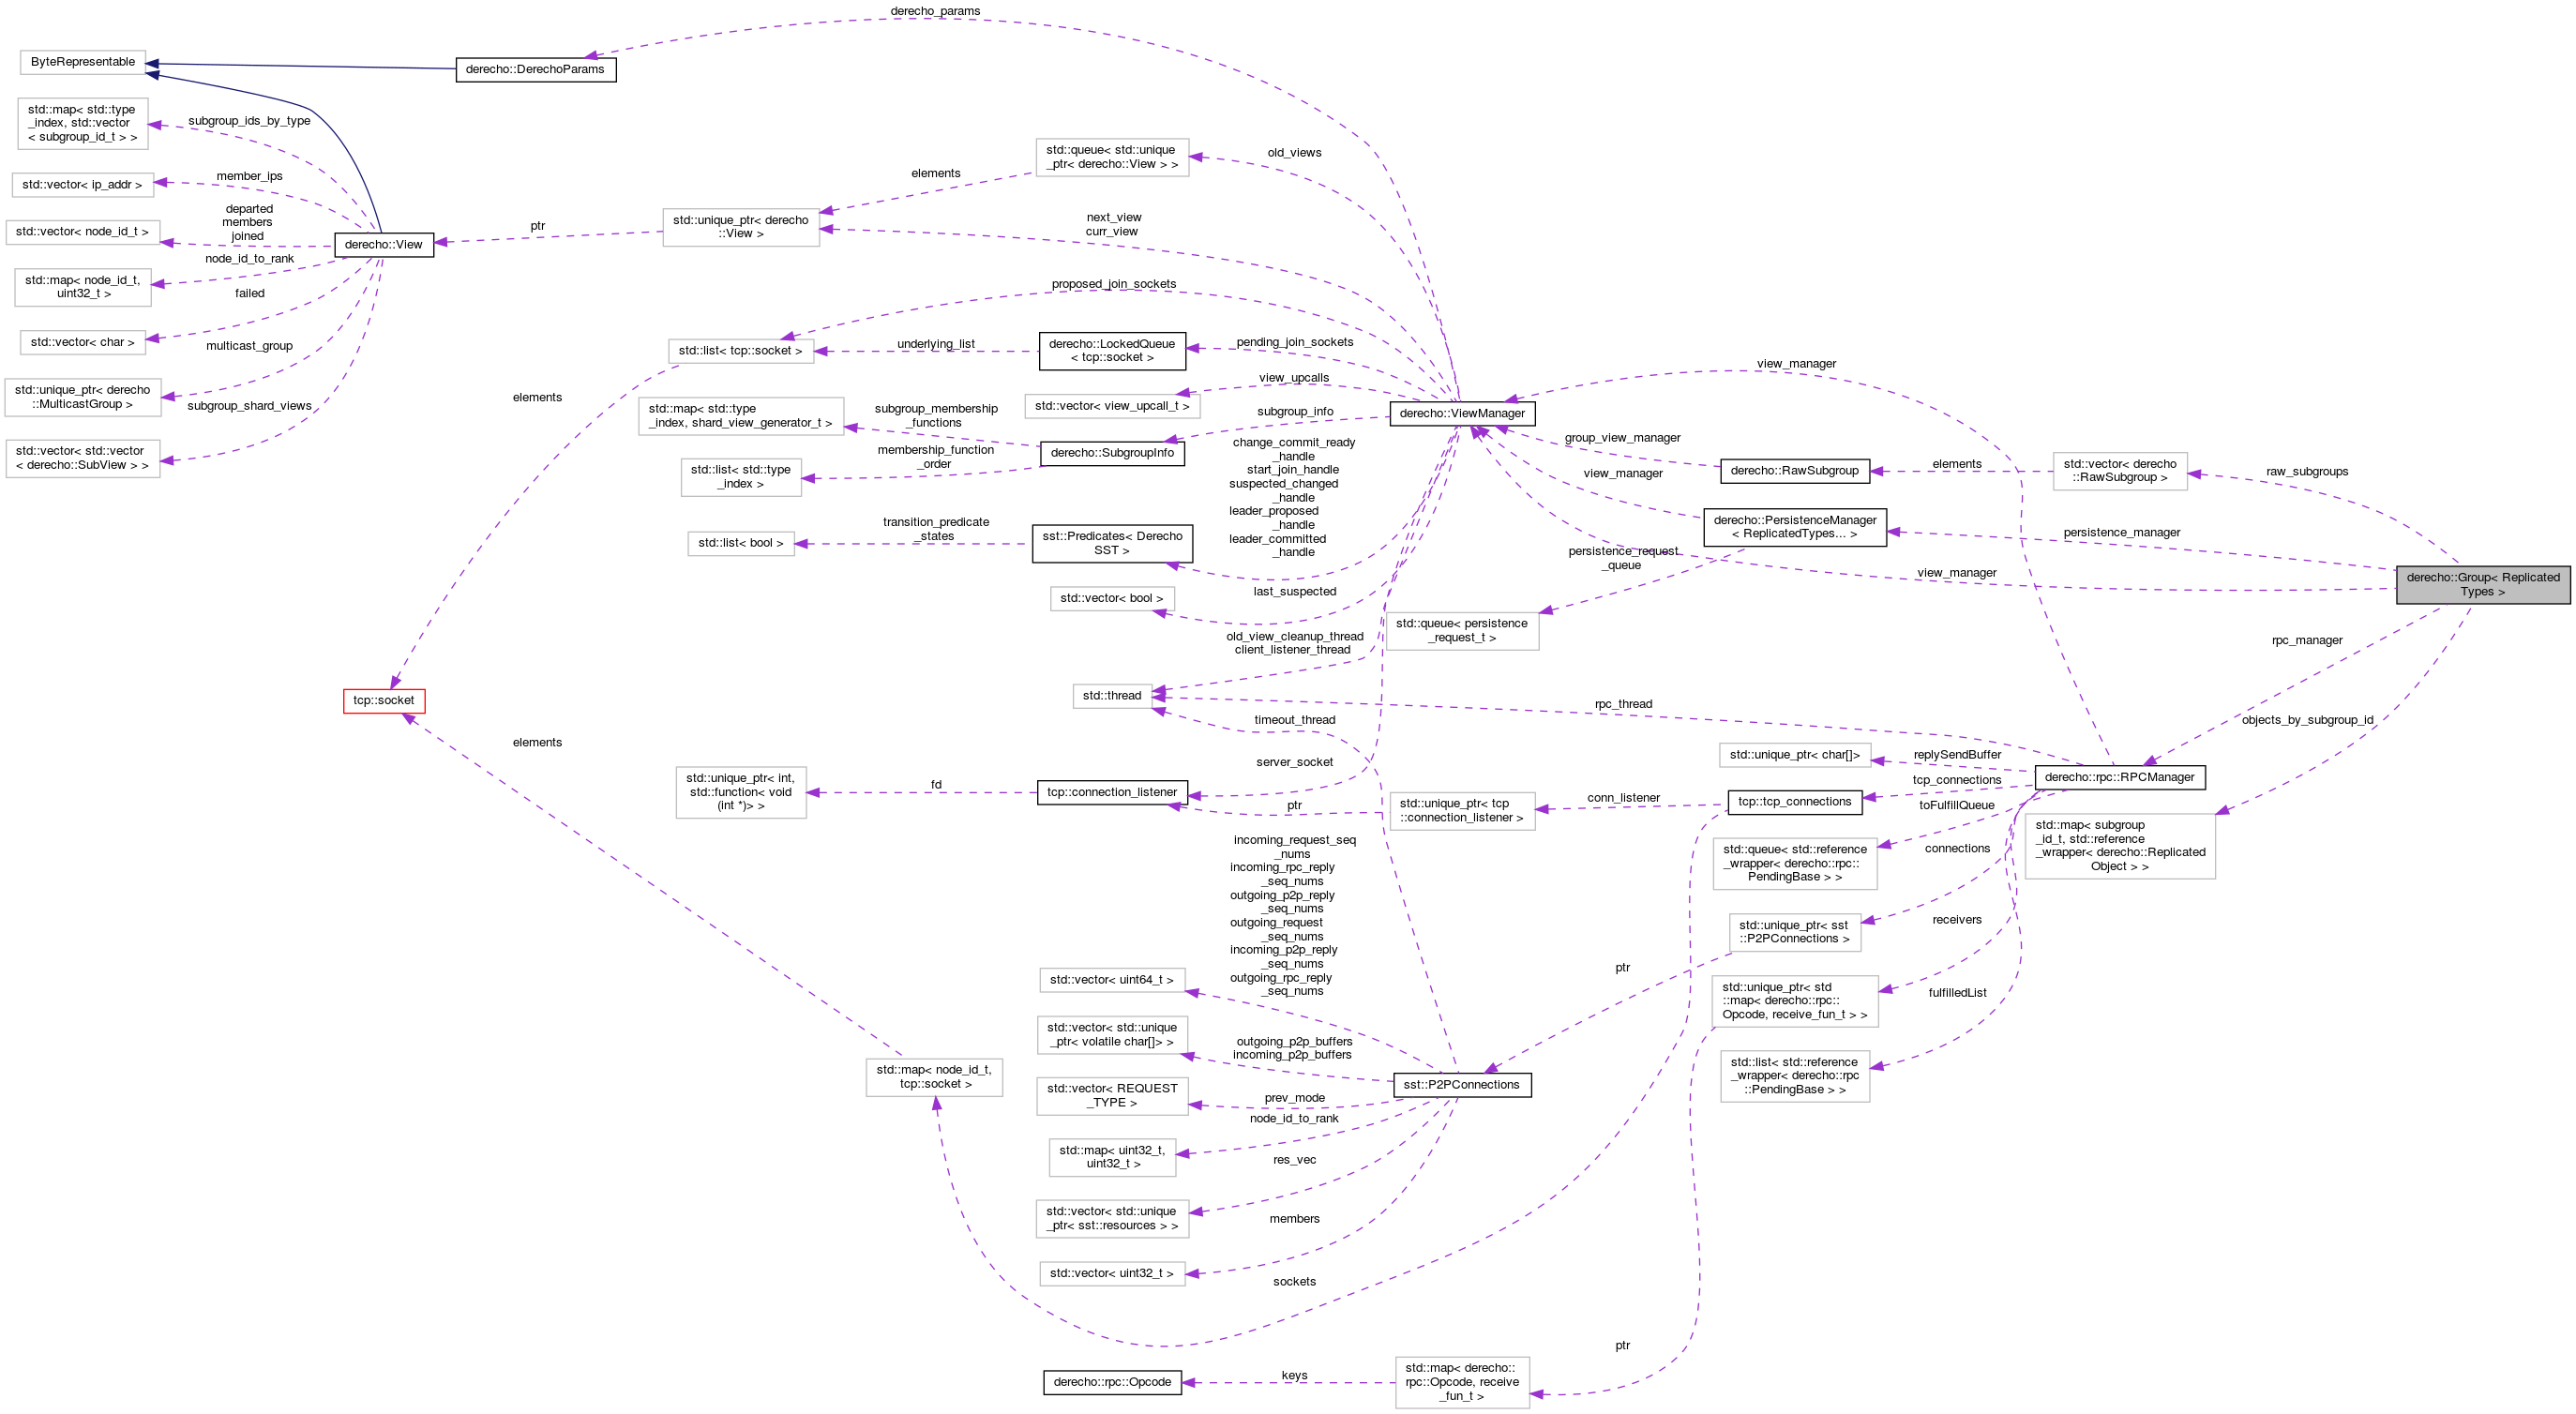 derecho_params
ByteRepresentable
derecho::DerechoParams
std::map< std::type
_index, std::vector
< subgroup_id_t > >
subgroup_ids_by_type
std::vector< ip_addr >
member_ips
std::vector< node_id_t >
departed
members
joined
derecho::View
std::map< node_id_t,
uint32_t >
node_id_to_rank
std::vector< char >
failed
std::unique_ptr< derecho
::MulticastGroup >
multicast_group
std::vector< std::vector
< derecho::SubView > >
subgroup_shard_views
ptr
std::unique_ptr< derecho
::View >
elements
std::queue< std::unique
_ptr< derecho::View > >
old_views
next_view
curr_view
proposed_join_sockets
std::list< tcp::socket >
underlying_list
derecho::LockedQueue
< tcp::socket >
pending_join_sockets
view_upcalls
std::vector< view_upcall_t >
elements
std::map< std::type
_index, shard_view_generator_t >
subgroup_membership
_functions
subgroup_info
derecho::SubgroupInfo
membership_function
_order
std::list< std::type
_index >
derecho::ViewManager
change_commit_ready
_handle
start_join_handle
suspected_changed
_handle
leader_proposed
_handle
leader_committed
_handle
std::list< bool >
transition_predicate
_states
sst::Predicates< Derecho
SST >
std::vector< bool >
last_suspected
old_view_cleanup_thread
client_listener_thread
std::thread
timeout_thread
tcp::socket
elements
server_socket
std::unique_ptr< int,
std::function< void
(int *)> >
fd
tcp::connection_listener
ptr
std::unique_ptr< tcp
::connection_listener >
conn_listener
tcp::tcp_connections
view_manager
group_view_manager
derecho::RawSubgroup
elements
std::vector< derecho
::RawSubgroup >
raw_subgroups
view_manager
derecho::PersistenceManager
< ReplicatedTypes... >
persistence_manager
persistence_request
_queue
std::queue< persistence
_request_t >
view_manager
derecho::Group< Replicated
Types >
rpc_manager
objects_by_subgroup_id
rpc_thread
std::unique_ptr< char[]>
replySendBuffer
derecho::rpc::RPCManager
tcp_connections
toFulfillQueue
std::queue< std::reference
_wrapper< derecho::rpc::
PendingBase > >
std::map< subgroup
_id_t, std::reference
_wrapper< derecho::Replicated
Object > >
connections
std::unique_ptr< sst
::P2PConnections >
receivers
std::unique_ptr< std
::map< derecho::rpc::
Opcode, receive_fun_t > >
fulfilledList
std::list< std::reference
_wrapper< derecho::rpc
::PendingBase > >
ptr
incoming_request_seq
_nums
incoming_rpc_reply
_seq_nums
outgoing_p2p_reply
_seq_nums
outgoing_request
_seq_nums
incoming_p2p_reply
_seq_nums
outgoing_rpc_reply
_seq_nums
std::vector< uint64_t >
std::vector< std::unique
_ptr< volatile char[]> >
outgoing_p2p_buffers
incoming_p2p_buffers
sst::P2PConnections
std::map< node_id_t,
tcp::socket >
std::vector< REQUEST
_TYPE >
prev_mode
node_id_to_rank
std::map< uint32_t,
uint32_t >
res_vec
std::vector< std::unique
_ptr< sst::resources > >
members
std::vector< uint32_t >
sockets
ptr
derecho::rpc::Opcode
keys
std::map< derecho::
rpc::Opcode, receive
_fun_t >